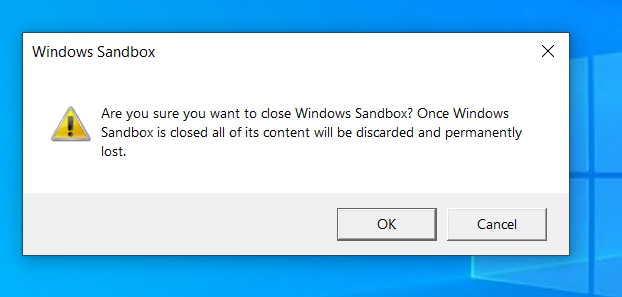 Windows Sandbox
Are you sure you want to close Windows Sandbox? Once Windows
Sandbox is closed all of its content will be discarded and permanently
lost.
OK
Cancel